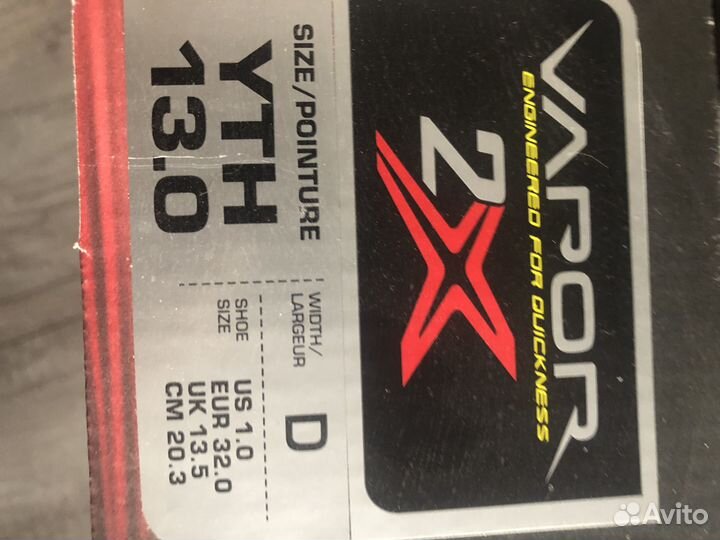 VAPOR
ENGINEERED FOR QUICKNESS
2X
SIZE/POINTURE
YTH
13.0
WIDTH/
LARGEUR
D
SHOE
SIZE
US 1.0
EUR 32.0
UK 13.5
CM 20.3
Avito